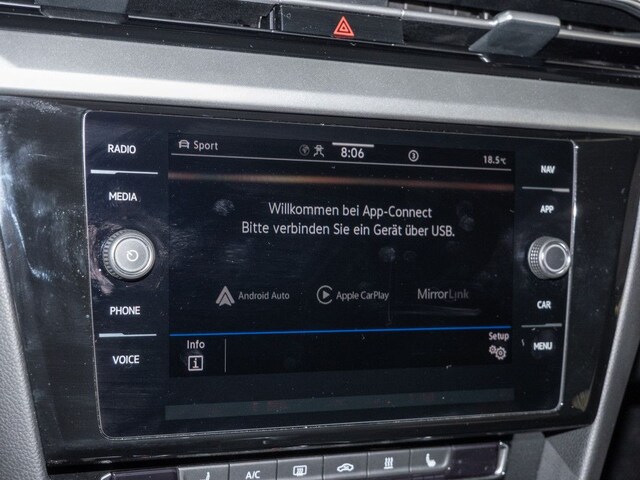 RADIO
MEDIA
PHONE
VOICE
Sport
8:06
3
18.5°C
Willkommen bei App-Connect
Bitte verbinden Sie ein Gerät über USB.
Android Auto
Apple CarPlay
MirrorLink
Info
i
Setup
NAV
APP
CAR
MENU
A/C